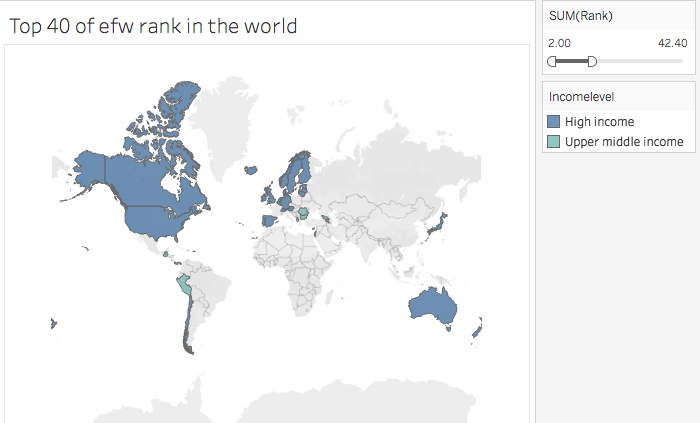 Top 40 of efw rank in the world
SUM(Rank)
2.00 42.40
Incomelevel
High income
Upper middle income